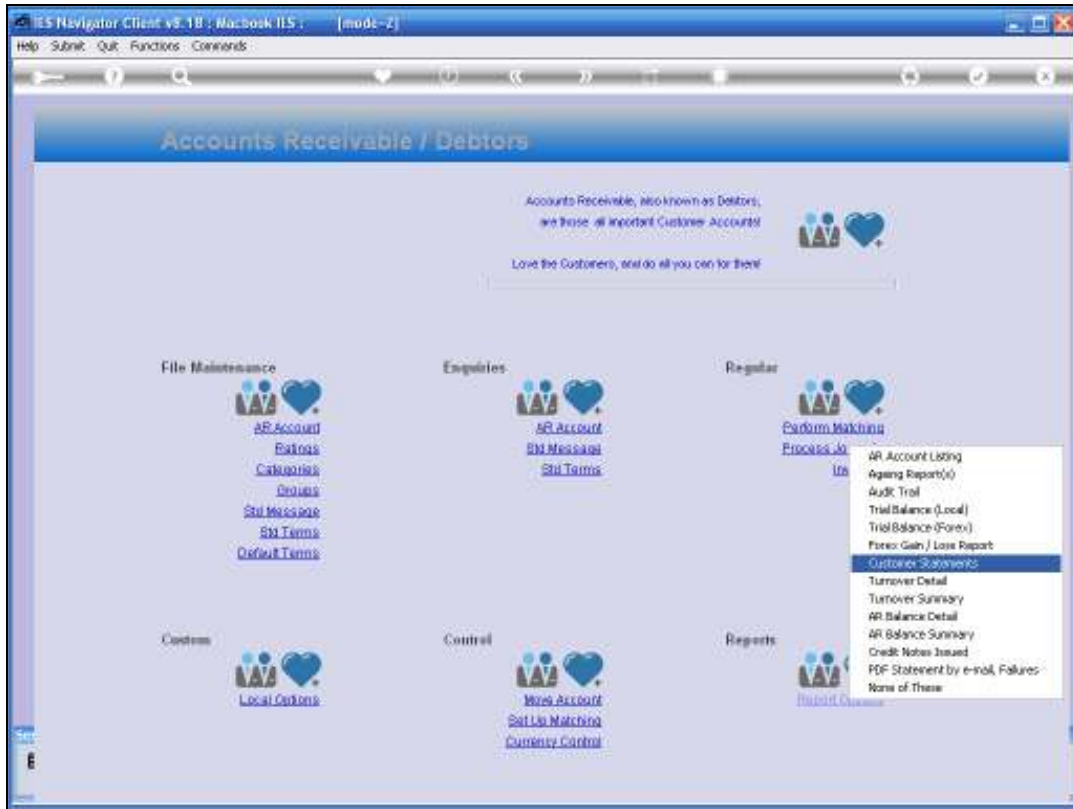 IES Navigator Client v8.18 : Macbook IES : [mode-Z]
Help Submit Quit Functions Commands
Accounts Receivable / Debtors
Accounts Receivable, also known as Debtors,
are those all important Customer Accounts!
Love the Customers, and do all you can for them!
File Maintenance
AR Account
Ratings
Categories
Groups
Std Message
Std Terms
Default Terms
Enquiries
AR Account
Std Message
Std Terms
Regular
Perform Matching
Process Jo
AR Account Listing
Ageing Report(s)
Audit Trail
Trial Balance (Local)
Trial Balance (Forex)
Forex Gain / Loss Report
Customer Statements
Turnover Detail
Turnover Summary
AR Balance Detail
AR Balance Summary
Credit Notes Issued
PDF Statement by e-mail, Failures
None of These
Custom
Local Options
Control
Move Account
Set Up Matching
Currency Control
Reports
Report